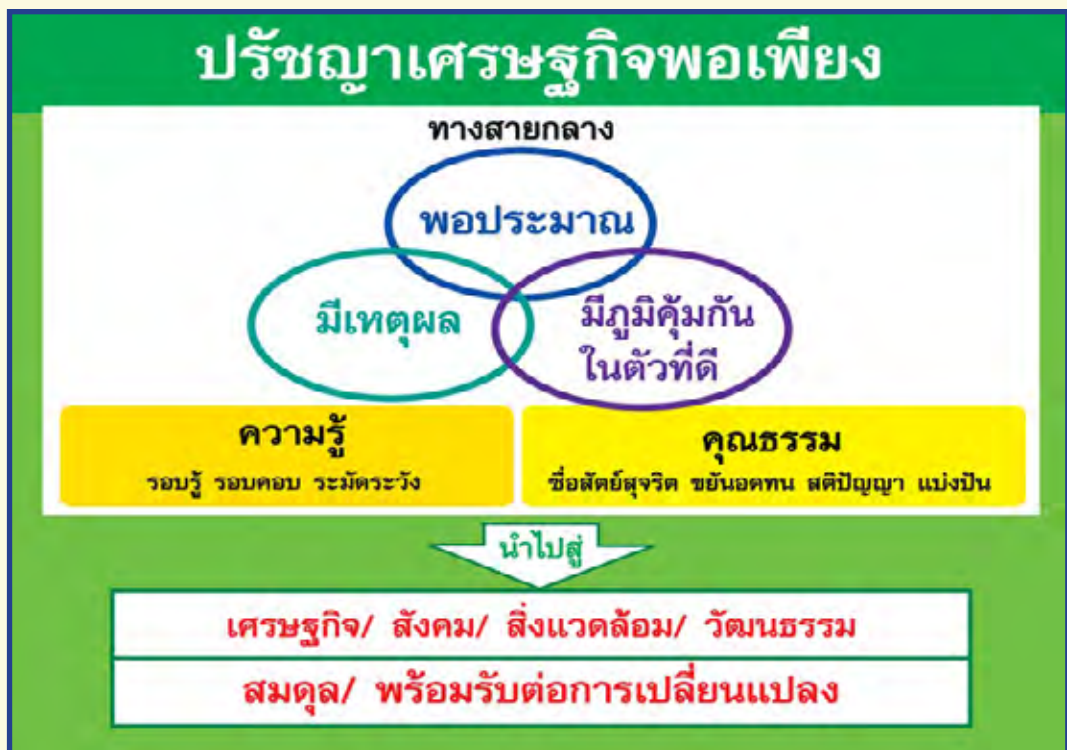 ปรัชญาเศรษฐกิจพอเพียง
ทางสายกลาง
พอประมาณ
มีเหตุผล
มีภูมิคุ้มกัน
ในตัวที่ดี
ความรู้
รอบรู้ รอบคอบ ระมัดระวัง
คุณธรรม
ซื่อสัตย์สุจริต ขยันอดทน สติปัญญา แบ่งปัน
นำไปสู่
เศรษฐกิจ/ สังคม/ สิ่งแวดล้อม/ วัฒนธรรม
สมดุล/ พร้อมรับต่อการเปลี่ยนแปลง